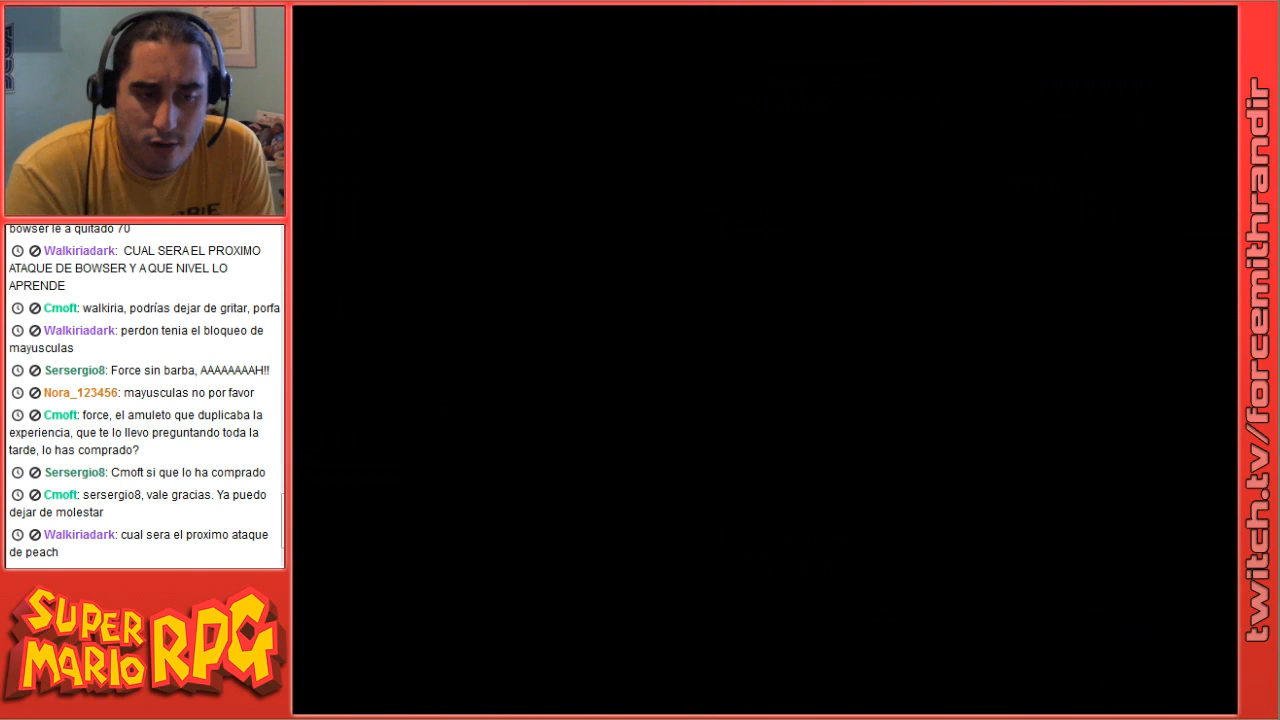 bowser le a quitado 70
Walkiriadark: CUAL SERA EL PROXIMO
ATAQUE DE BOWSER Y A QUE NIVEL LO
APRENDE
Cmoft: walkiria, podrías dejar de gritar, porfa
Walkiriadark: perdon tenia el bloqueo de
mayusculas
Sersergio8: Force sin barba, AAAAAAAAH!!
Nora_123456: mayusculas no por favor
Cmoft: force, el amuleto que duplicaba la
experiencia, que te lo llevo preguntando toda la
tarde, lo has comprado?
Sersergio8: Cmoft si que lo ha comprado
Cmoft: sersergio8, vale gracias. Ya puedo
dejar de molestar
Walkiriadark: cual sera el proximo ataque
de peach
SUPER
MARIO RPG
twitch.tv/forcemithrandir